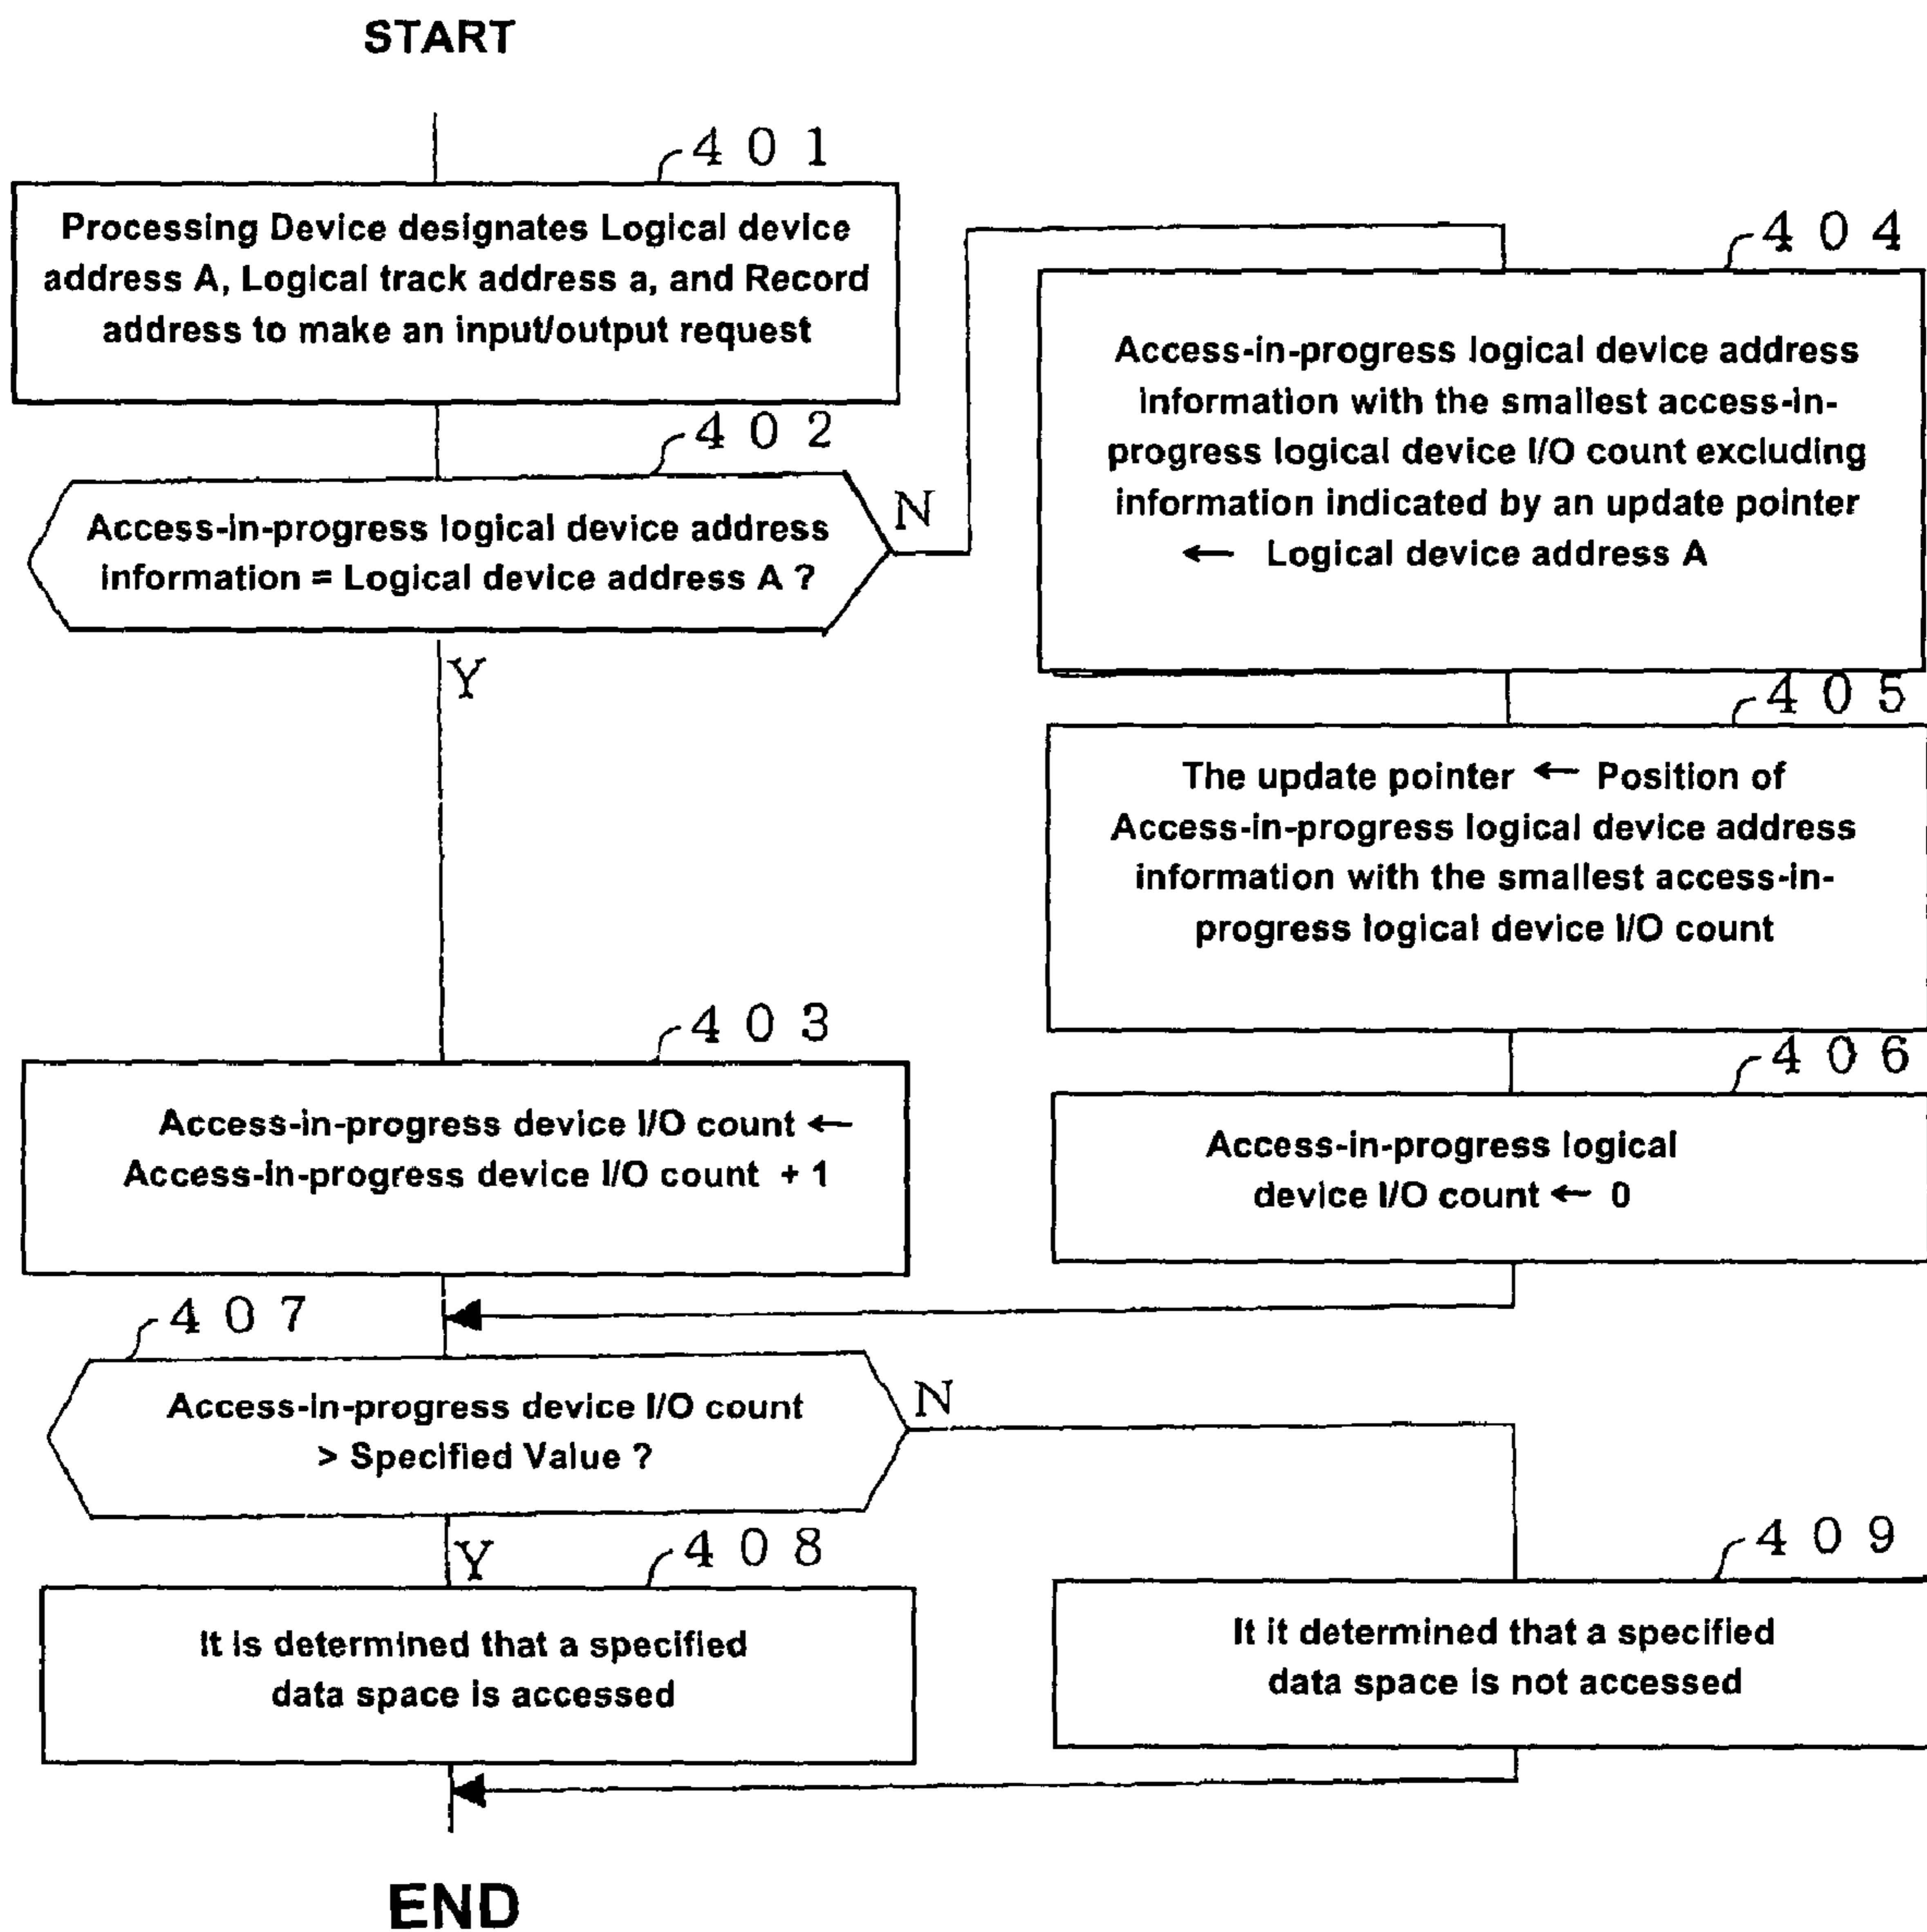 START
401
Processing Device designates Logical device
address A, Logical track address a, and Record
address to make an input/output request
402
Access-in-progress logical device address
information = Logical device address A ?
N
Y
404
Access-in-progress logical device address
information with the smallest access-in-
progress logical device I/O count excluding
information indicated by an update pointer
← Logical device address A
405
The update pointer ← Position of
Access-in-progress logical device address
information with the smallest access-in-
progress logical device I/O count
403
Access-in-progress device I/O count ←
Access-in-progress device I/O count + 1
406
Access-in-progress logical
device I/O count ← 0
407
Access-in-progress device I/O count
> Specified Value ?
N
Y
408
It is determined that a specified
data space is accessed
409
It it determined that a specified
data space is not accessed
END